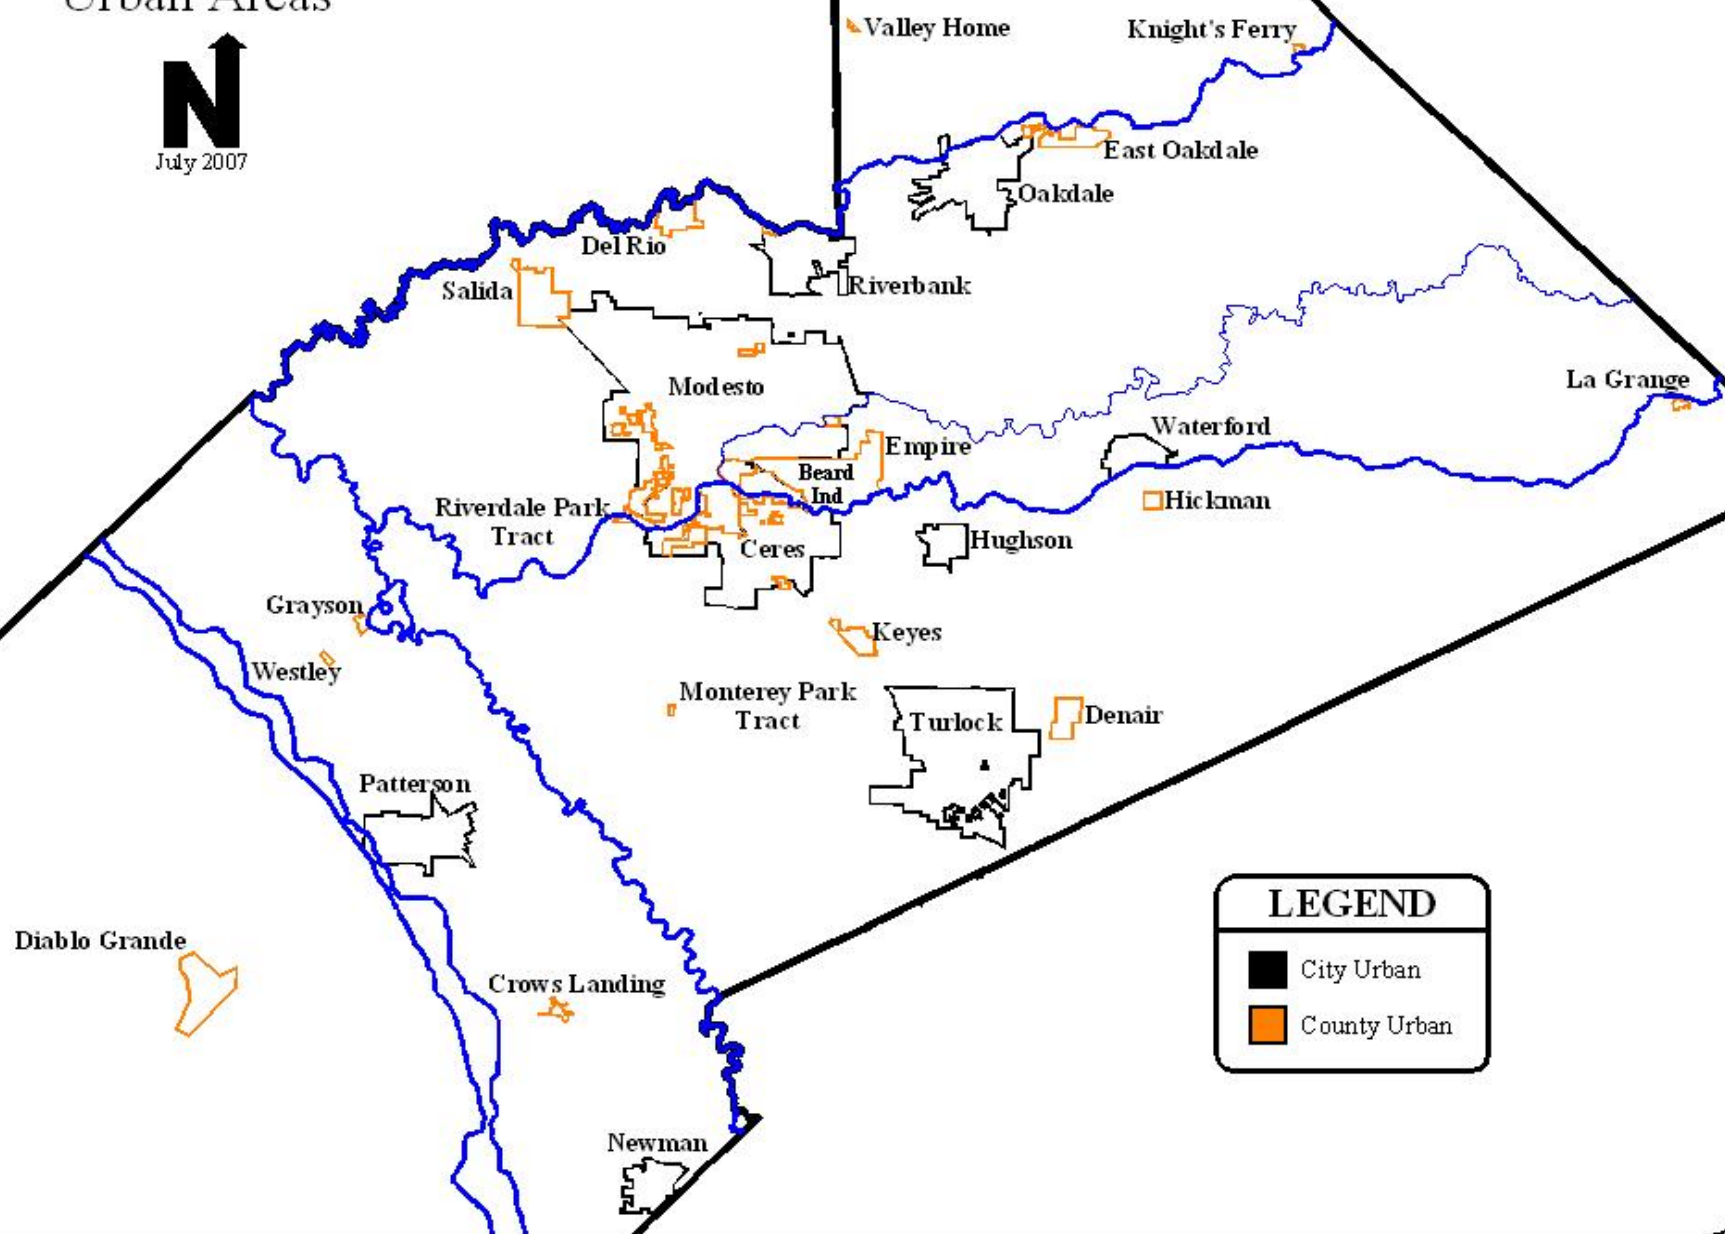 Urban Areas
N
July 2007
Valley Home
Knight's Ferry
East Oakdale
Oakdale
Del Rio
Salida
Riverbank
Modesto
La Grange
Waterford
Empire
Beard
Ind
Hickman
Riverdale Park
Tract
Ceres
Hughson
Grayson
Keyes
Westley
Monterey Park
Tract
Turlock
Denair
Patterson
LEGEND
City Urban
County Urban
Diablo Grande
Crows Landing
Newman